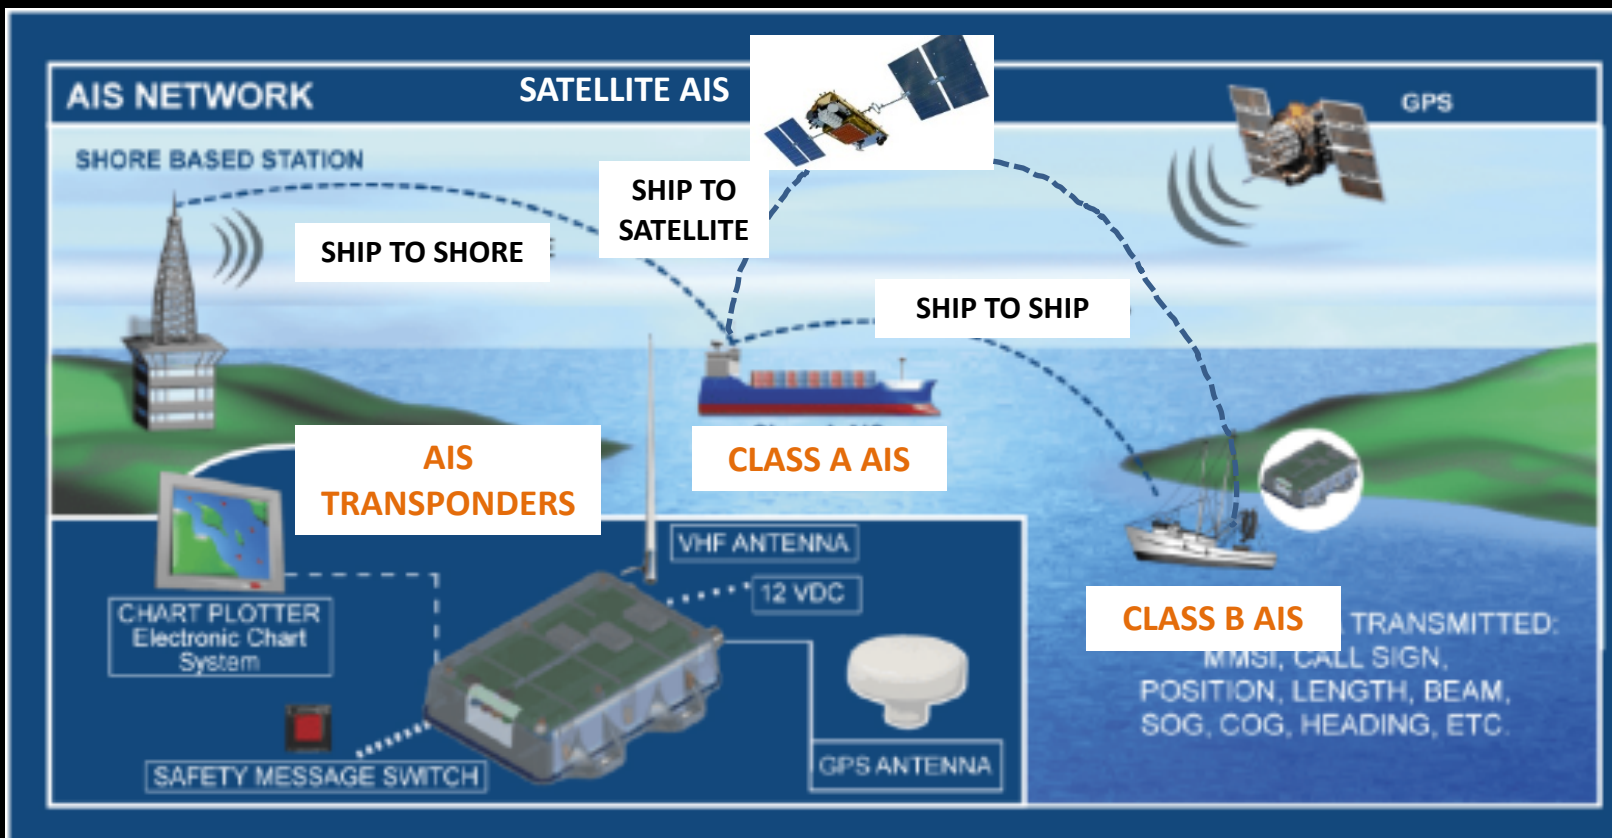 AIS NETWORK
SATELLITE AIS
GPS
SHORE BASED STATION
SHIP TO
SATELLITE
SHIP TO SHORE
SHIP TO SHIP
AIS
TRANSPONDERS
CLASS A AIS
VHF ANTENNA
12 VDC
CHART PLOTTER
Electronic Chart
System
SAFETY MESSAGE SWITCH
GPS ANTENNA
CLASS B AIS
TRANSMITTED:
MMSI, CALL SIGN,
POSITION, LENGTH, BEAM,
SOG, COG, HEADING, ETC.